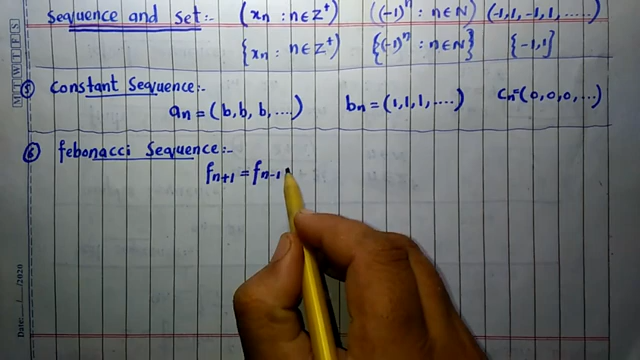 Sequence and Set :- (xn : n∈Z⁺) ((-1)ⁿ : n∈N) (-1,1,-1,1,.....)
{xn : n∈Z⁺} {(-1)ⁿ : n∈N} {-1,1}
⑤ Constant Sequence:-
an = (b, b, b, ....) bn = (1,1,1,....) Cn=(0,0,0,...)
⑥ febonacci Sequence:-
fn+1 = fn-1
M T W T F S
Date:....../....../2020